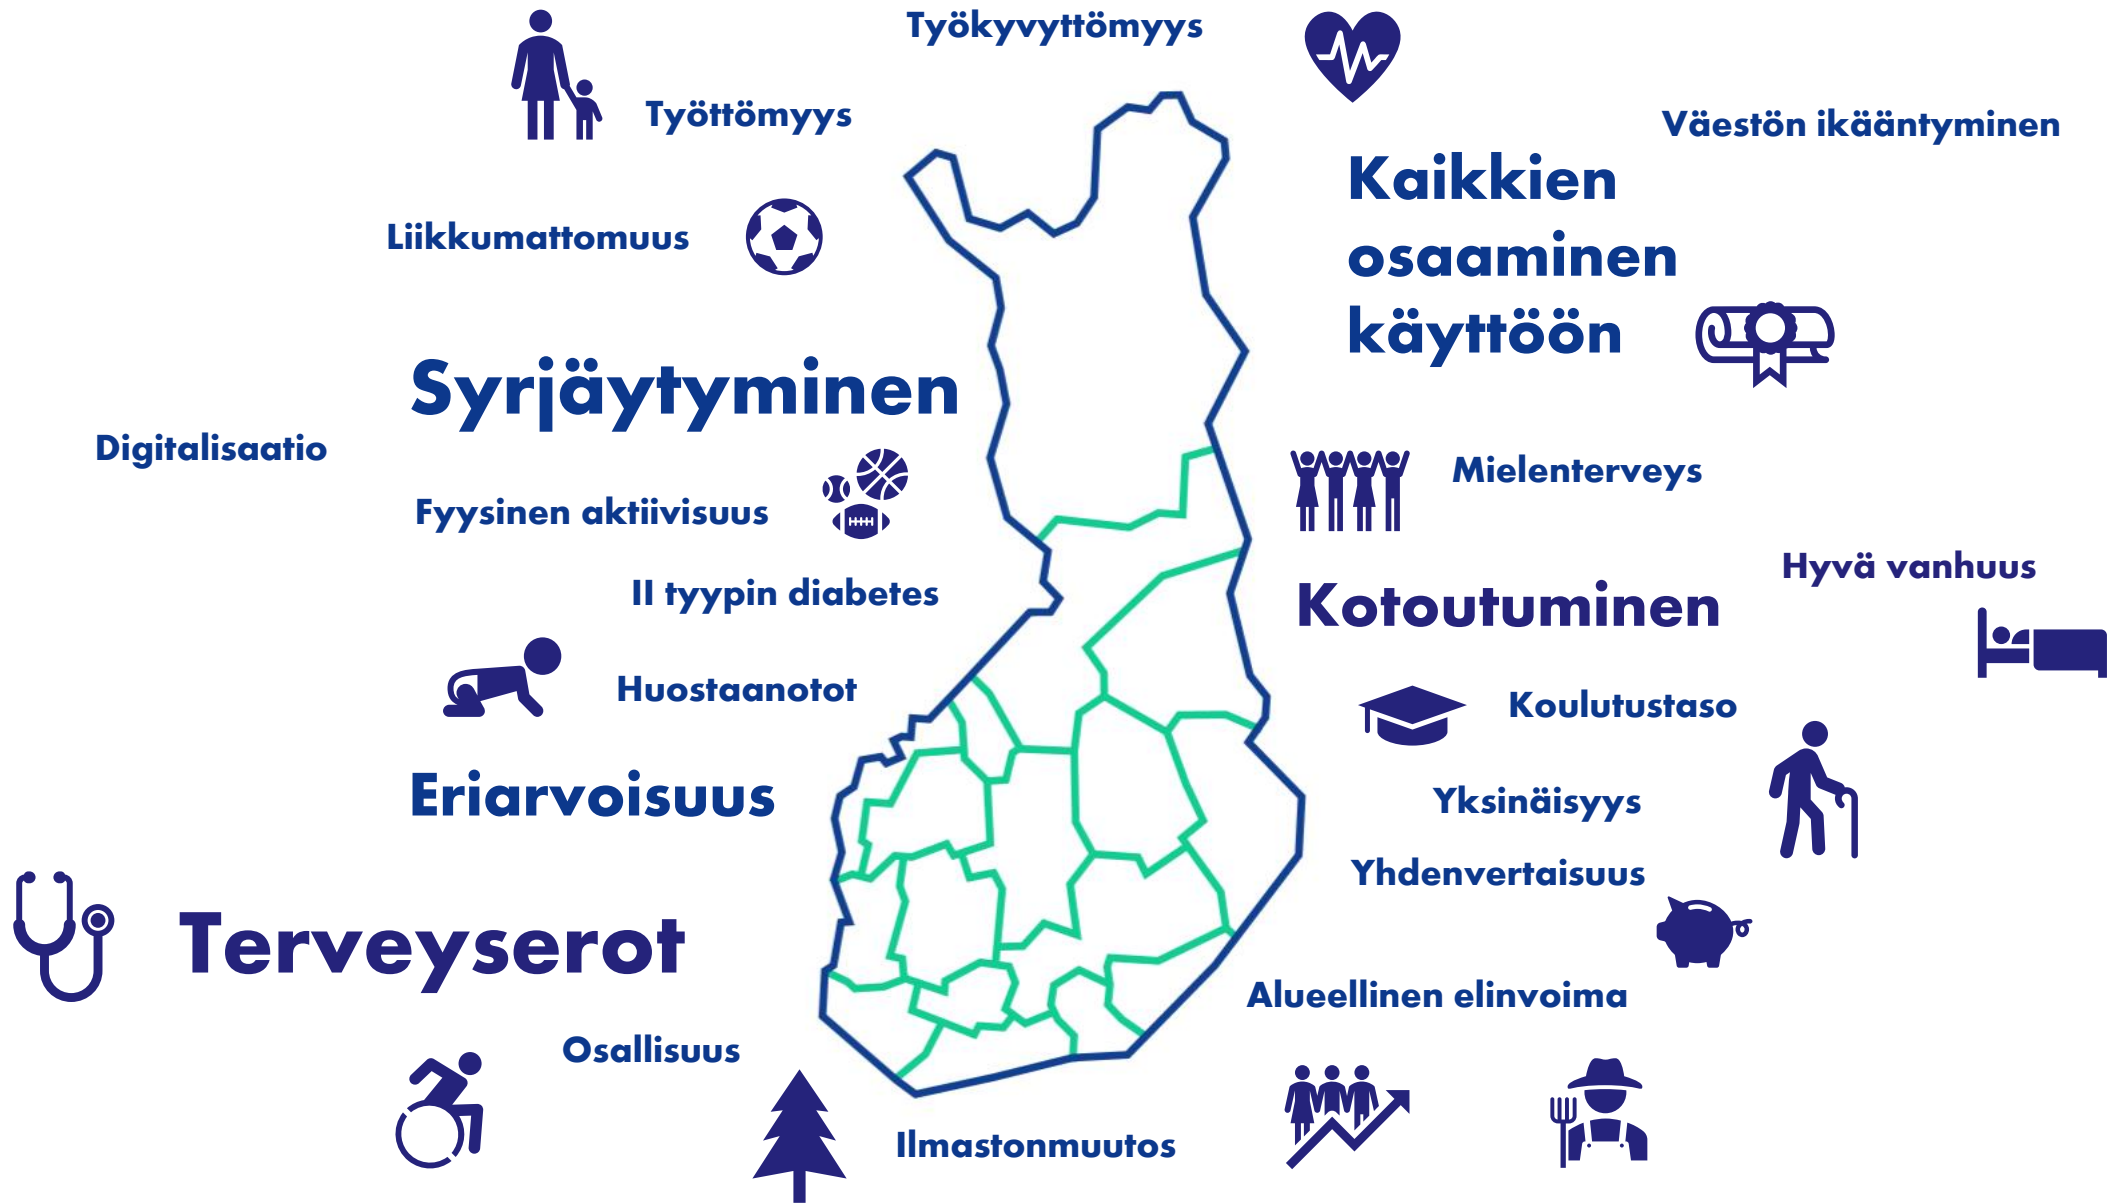 Työkyvyttömyys
Työttömyys
Väestön ikääntyminen
Kaikkien
osaaminen
käyttöön
Liikkumattomuus
Syrjäytyminen
Digitalisaatio
Mielenterveys
Fyysinen aktiivisuus
Hyvä vanhuus
II tyypin diabetes
Kotoutuminen
Huostaanotot
Koulutustaso
Eriarvoisuus
Yksinäisyys
Yhdenvertaisuus
Terveyserot
Alueellinen elinvoima
Osallisuus
Ilmastonmuutos